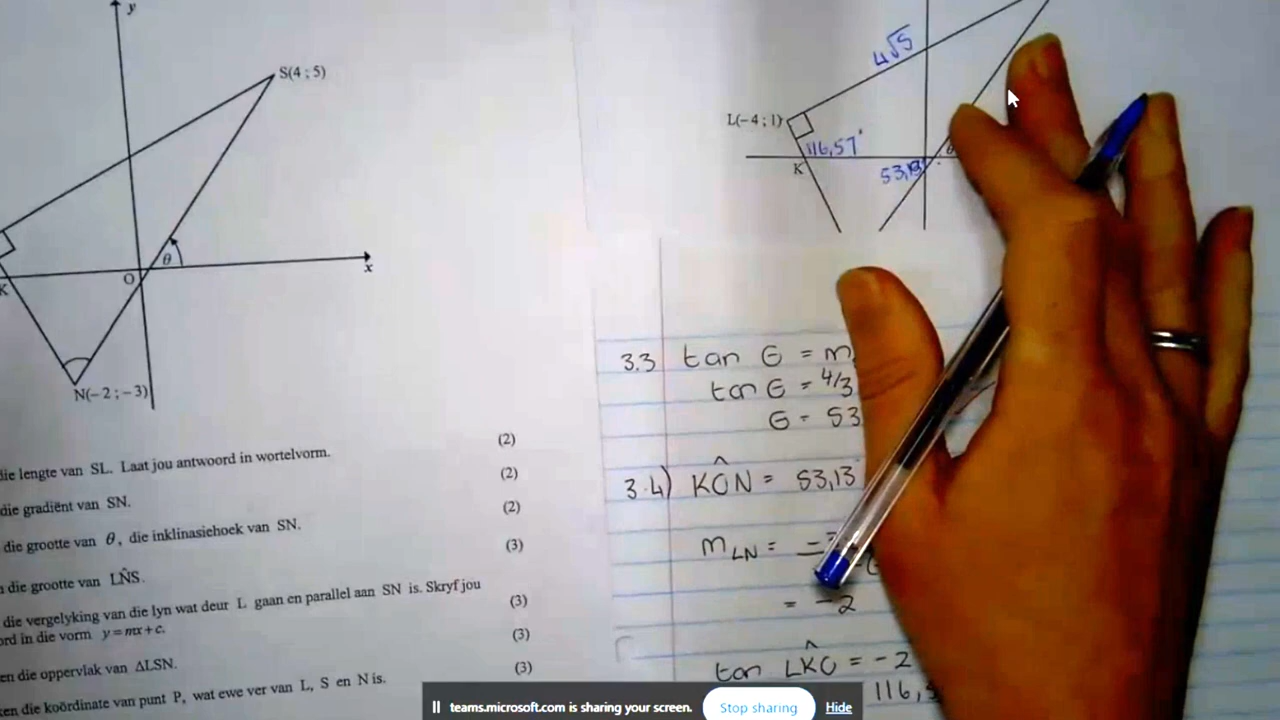 y
S(4 ; 5)
θ
x
O
K
N(−2 ; −3)
(2)
die lengte van SL. Laat jou antwoord in wortelvorm.
(2)
die gradiënt van SN.
(2)
die grootte van θ, die inklinasiehoek van SN.
(3)
die grootte van LN̂S.
die vergelyking van die lyn wat deur L gaan en parallel aan SN is. Skryf jou
(3)
in die vorm y = mx + c.
(3)
die oppervlak van ΔLSN.
(3)
die koördinate van punt P, wat ewe ver van L, S en N is.
4√5
L(−4 ; 1)
116,57°
K
53,13°
3.3 tan θ = m
tan θ = 4/3
θ = 53
3.4) KÔN = 53,13
m LN =
= −2
tan LK̂O = −2
116,
teams.microsoft.com is sharing your screen.
Stop sharing
Hide